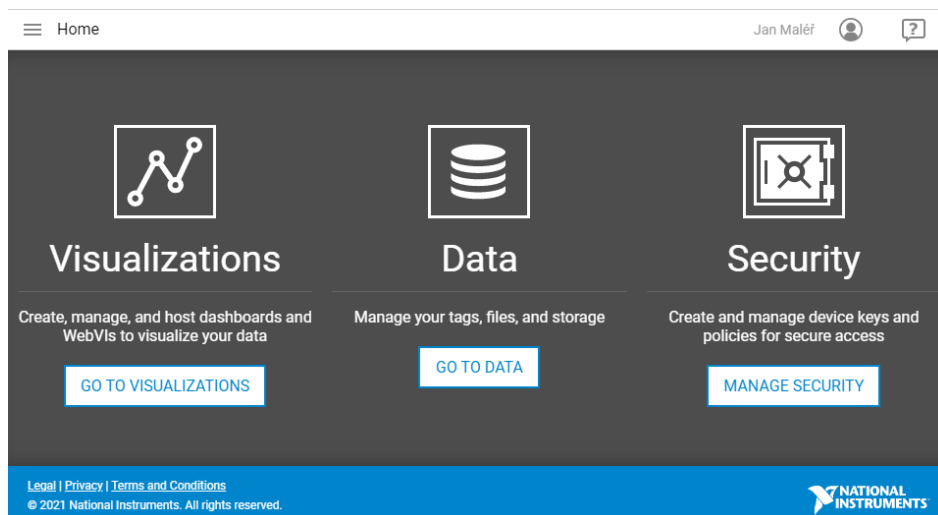 Home
Jan Maléř
?
Visualizations
Create, manage, and host dashboards and
WebVIs to visualize your data
GO TO VISUALIZATIONS
Data
Manage your tags, files, and storage
GO TO DATA
Security
Create and manage device keys and
policies for secure access
MANAGE SECURITY
Legal | Privacy | Terms and Conditions
© 2021 National Instruments. All rights reserved.
NATIONAL
INSTRUMENTS